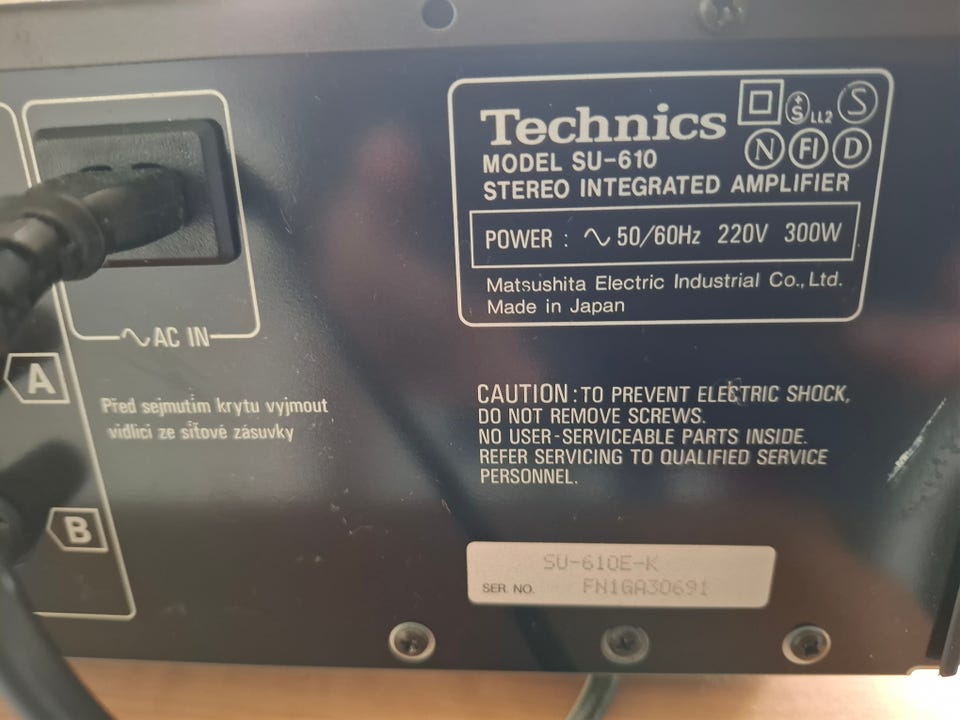 Technics
MODEL SU-610
STEREO INTEGRATED AMPLIFIER
S LL2 S
N FI D
POWER : ∿ 50/60Hz 220V 300W
Matsushita Electric Industrial Co., Ltd.
Made in Japan
∿ AC IN
A
Před sejmutím krytu vyjmout
vidlici ze síťové zásuvky
B
CAUTION : TO PREVENT ELECTRIC SHOCK,
DO NOT REMOVE SCREWS.
NO USER-SERVICEABLE PARTS INSIDE.
REFER SERVICING TO QUALIFIED SERVICE
PERSONNEL.
SU-610E-K
SER. NO. FN1GA30691